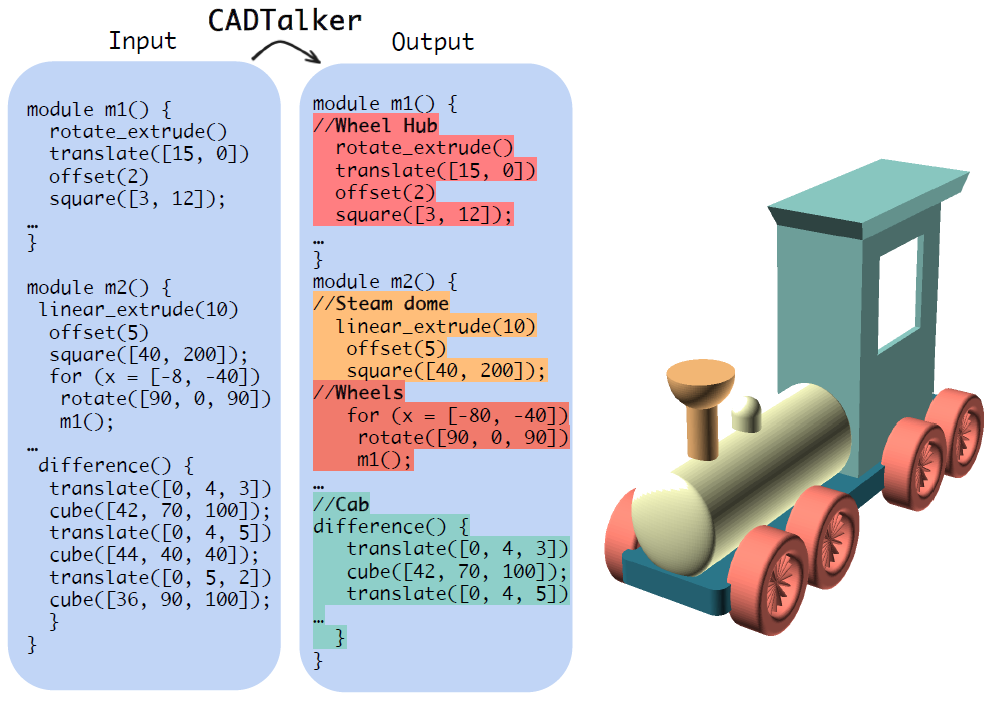 CADTalker
Input
Output
module m1() {
rotate_extrude()
translate([15, 0])
offset(2)
square([3, 12]);
…
}
module m2() {
linear_extrude(10)
offset(5)
square([40, 200]);
for (x = [-8, -40])
rotate([90, 0, 90])
m1();
…
difference() {
translate([0, 4, 3])
cube([42, 70, 100]);
translate([0, 4, 5])
cube([44, 40, 40]);
translate([0, 5, 2])
cube([36, 90, 100]);
}
}
module m1() {
//Wheel Hub
rotate_extrude()
translate([15, 0])
offset(2)
square([3, 12]);
…
}
module m2() {
//Steam dome
linear_extrude(10)
offset(5)
square([40, 200]);
//Wheels
for (x = [-80, -40])
rotate([90, 0, 90])
m1();
…
//Cab
difference() {
translate([0, 4, 3])
cube([42, 70, 100]);
translate([0, 4, 5])
…
}
}